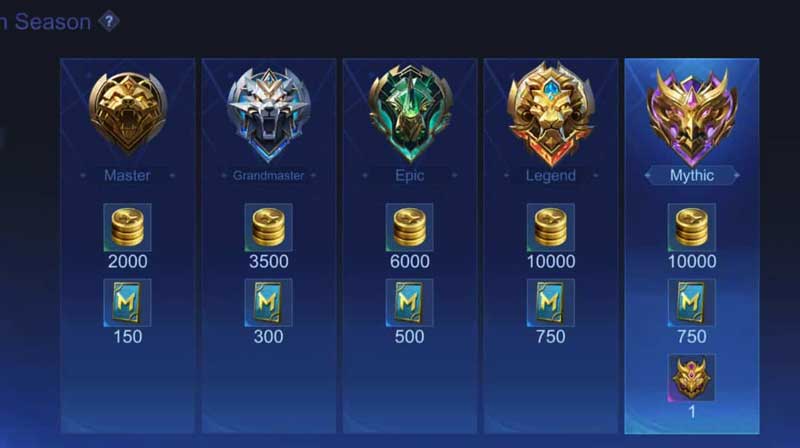 n Season ?
Master Grandmaster Epic Legend Mythic
2000 3500 6000 10000 10000
M M M M M
150 300 500 750 750
1